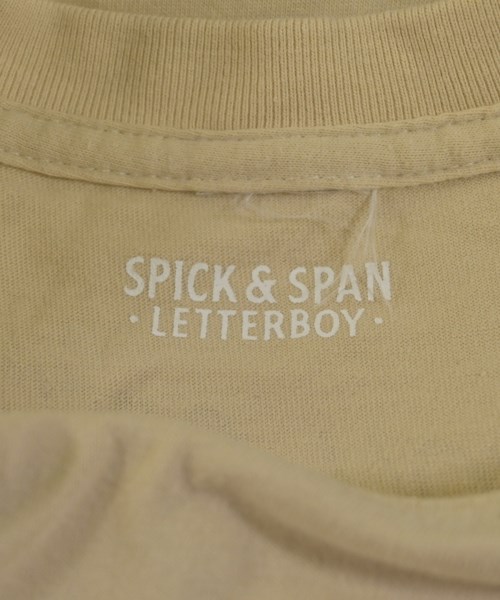 SPICK & SPAN
· LETTERBOY ·